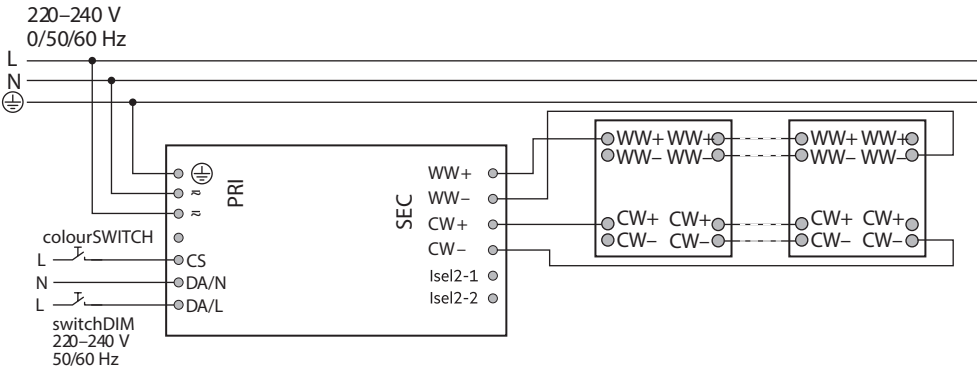 220–240 V
0/50/60 Hz
L
N
PRI
≂
≂
colourSWITCH
L
CS
N
DA/N
L
DA/L
switchDIM
220–240 V
50/60 Hz
SEC
WW+
WW–
CW+
CW–
Isel2-1
Isel2-2
WW+ WW+
WW– WW–
CW+ CW+
CW– CW–
WW+ WW+
WW– WW–
CW+ CW+
CW– CW–